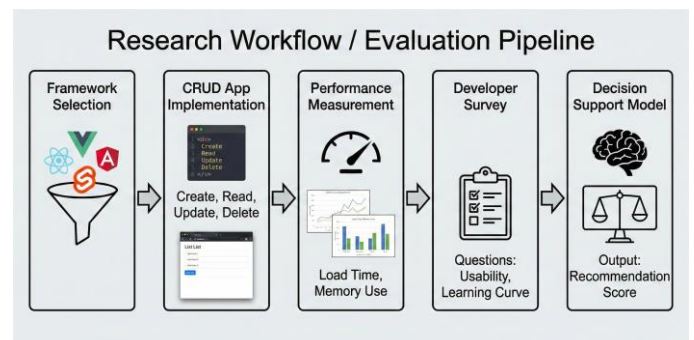 Research Workflow / Evaluation Pipeline
Framework
Selection
CRUD App
Implementation
Create
Read
Update
Delete
Create, Read,
Update, Delete
List List
Performance
Measurement
Load Time,
Memory Use
Developer
Survey
Questions:
Usability,
Learning Curve
Decision
Support Model
Output:
Recommendation
Score